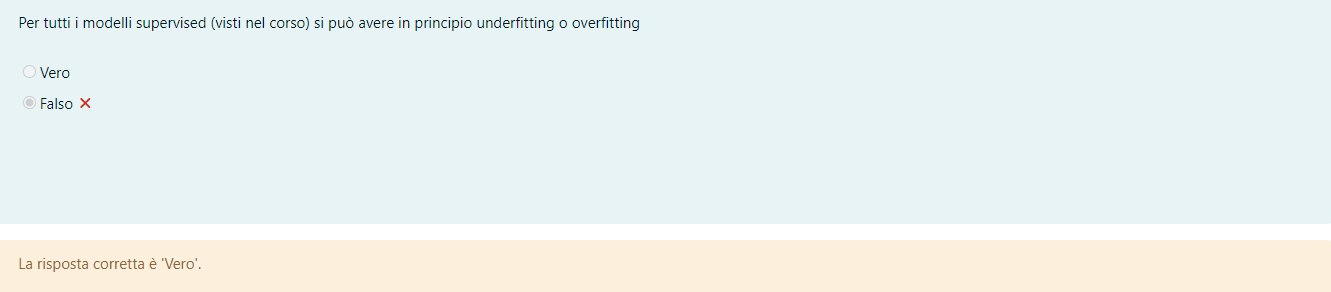 Per tutti i modelli supervised (visti nel corso) si può avere in principio underfitting o overfitting
Vero
Falso
La risposta corretta è 'Vero'.